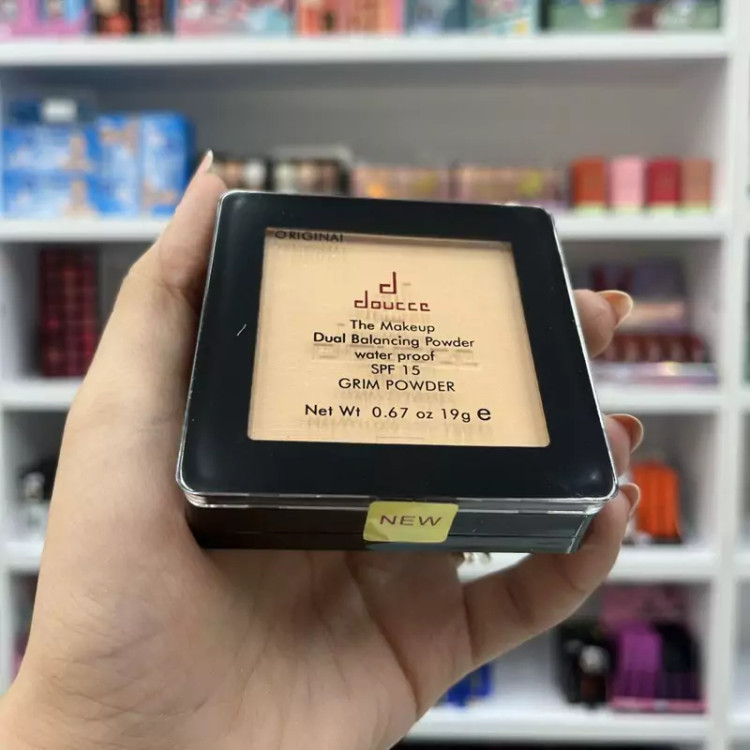 ORIGINAL
d
doucce
The Makeup
Dual Balancing Powder
water proof
SPF 15
GRIM POWDER
Net Wt 0.67 oz 19g e
NEW